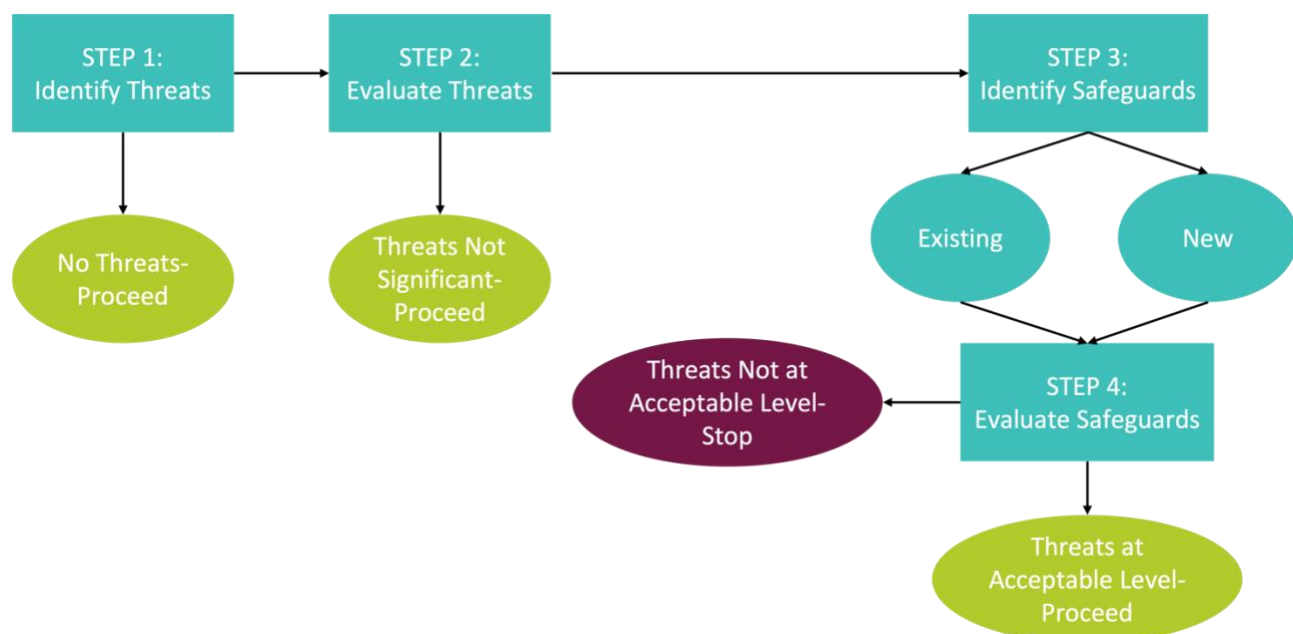 STEP 1:
Identify Threats
STEP 2:
Evaluate Threats
STEP 3:
Identify Safeguards
No Threats-
Proceed
Threats Not
Significant-
Proceed
Existing
New
Threats Not at
Acceptable Level-
Stop
STEP 4:
Evaluate Safeguards
Threats at
Acceptable Level-
Proceed